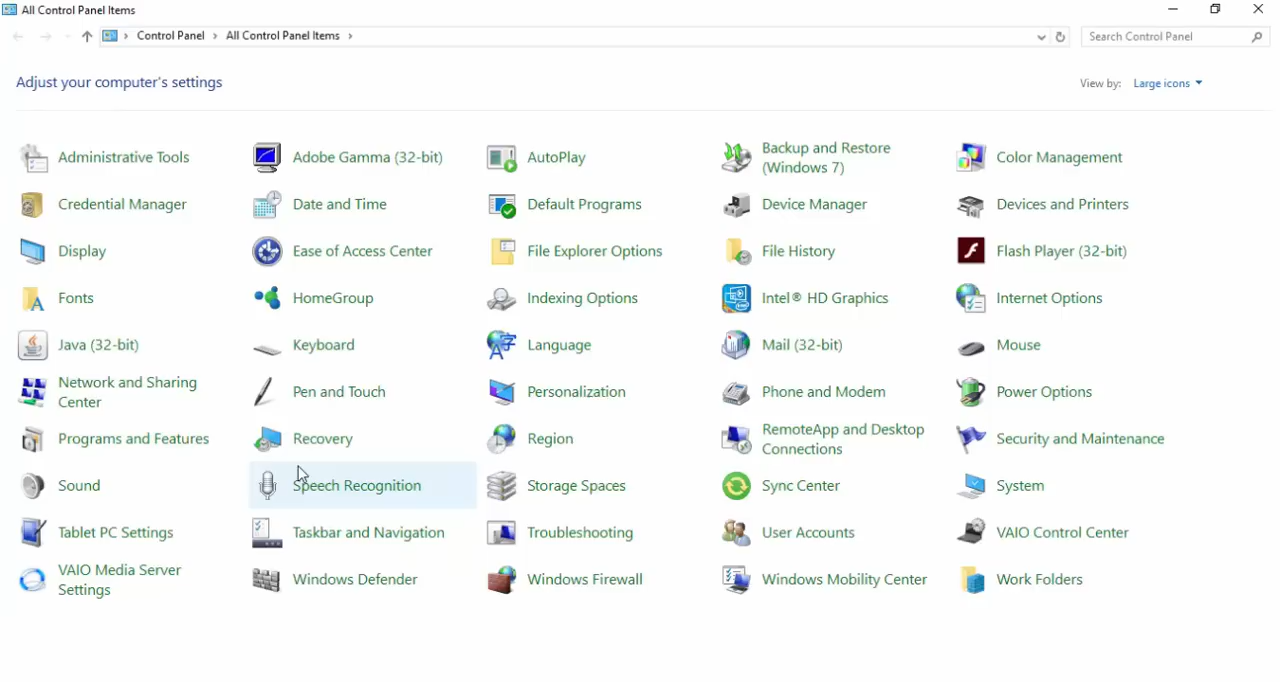 All Control Panel Items
Control Panel > All Control Panel Items >
Search Control Panel
Adjust your computer's settings
View by: Large icons
Administrative Tools
Adobe Gamma (32-bit)
AutoPlay
Backup and Restore
(Windows 7)
Color Management
Credential Manager
Date and Time
Default Programs
Device Manager
Devices and Printers
Display
Ease of Access Center
File Explorer Options
File History
Flash Player (32-bit)
Fonts
HomeGroup
Indexing Options
Intel® HD Graphics
Internet Options
Java (32-bit)
Keyboard
Language
Mail (32-bit)
Mouse
Network and Sharing
Center
Pen and Touch
Personalization
Phone and Modem
Power Options
Programs and Features
Recovery
Region
RemoteApp and Desktop
Connections
Security and Maintenance
Sound
Speech Recognition
Storage Spaces
Sync Center
System
Tablet PC Settings
Taskbar and Navigation
Troubleshooting
User Accounts
VAIO Control Center
VAIO Media Server
Settings
Windows Defender
Windows Firewall
Windows Mobility Center
Work Folders